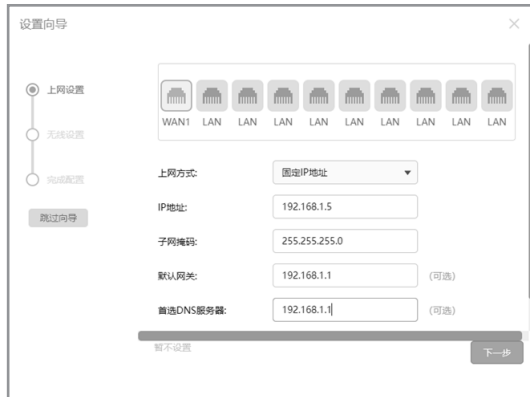 设置向导
上网设置
无线设置
完成配置
跳过向导
WAN1 LAN LAN LAN LAN LAN LAN LAN LAN LAN
上网方式: 固定IP地址
IP地址: 192.168.1.5
子网掩码: 255.255.255.0
默认网关: 192.168.1.1 (可选)
首选DNS服务器: 192.168.1.1 (可选)
暂不设置
下一步